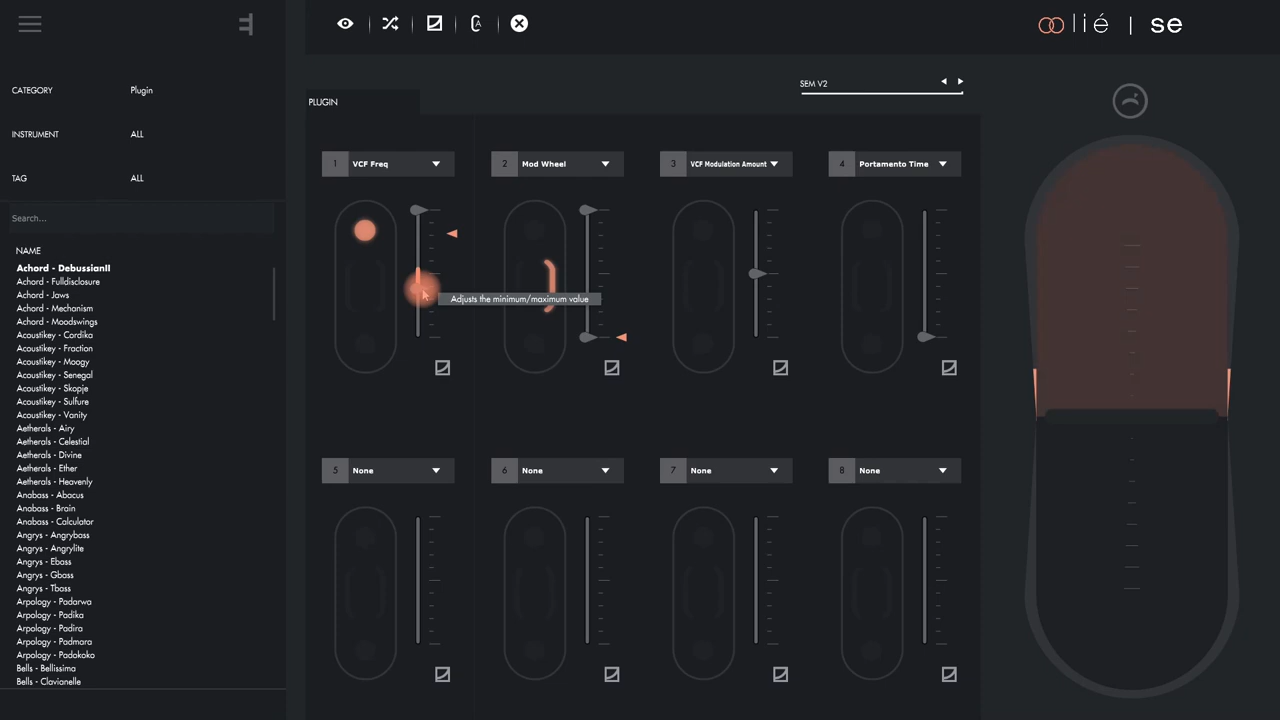 lié | se
CATEGORY Plugin
INSTRUMENT ALL
TAG ALL
Search...
NAME
Achord - DebussianII
Achord - Fulldisclosure
Achord - Jaws
Achord - Mechanism
Achord - Moodswings
Acoustikey - Cordika
Acoustikey - Fraction
Acoustikey - Moogy
Acoustikey - Senegal
Acoustikey - Skopje
Acoustikey - Sulfure
Acoustikey - Vanity
Aetherals - Airy
Aetherals - Celestial
Aetherals - Divine
Aetherals - Ether
Aetherals - Heavenly
Anabass - Abacus
Anabass - Brain
Anabass - Calculator
Angrys - Angrybass
Angrys - Angrylite
Angrys - Ebass
Angrys - Gbass
Angrys - Tbass
Arpology - Padarwa
Arpology - Padika
Arpology - Padira
Arpology - Padmara
Arpology - Padokoko
Bells - Bellissima
Bells - Clavianelle
SEM V2
PLUGIN
1 VCF Freq
2 Mod Wheel
3 VCF Modulation Amount
4 Portamento Time
Adjusts the minimum/maximum value
5 None
6 None
7 None
8 None